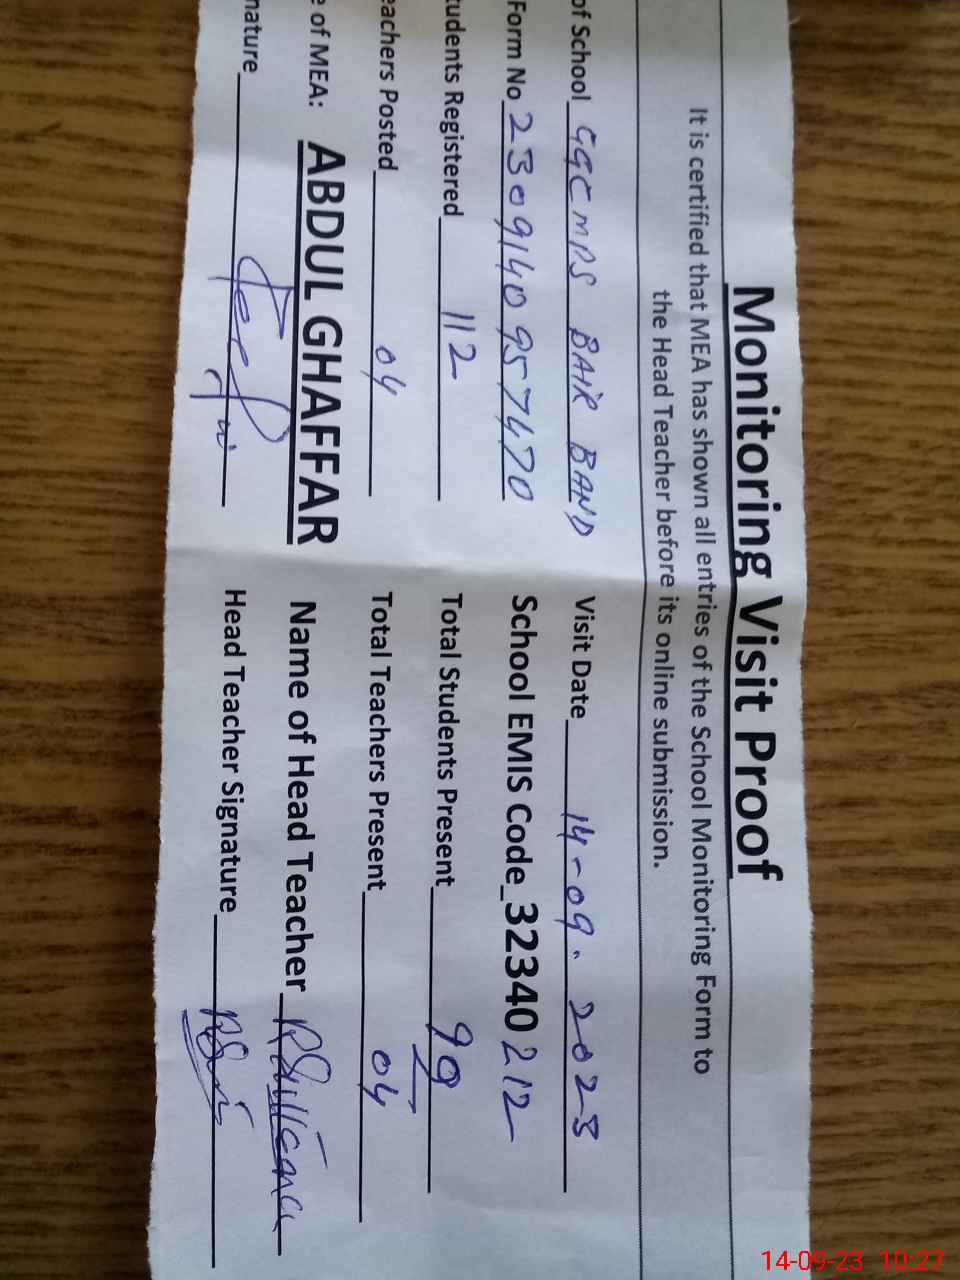 Monitoring Visit Proof
It is certified that MEA has shown all entries of the School Monitoring Form to
the Head Teacher before its online submission.
of School GGCMPS BAIR BAND Visit Date 14-09-2023
Form No 2309140957470 School EMIS Code_32340212
tudents Registered 112 Total Students Present 99
eachers Posted 04 Total Teachers Present 04
e of MEA: ABDUL GHAFFAR Name of Head Teacher
nature Head Teacher Signature
14-09-23 10:27